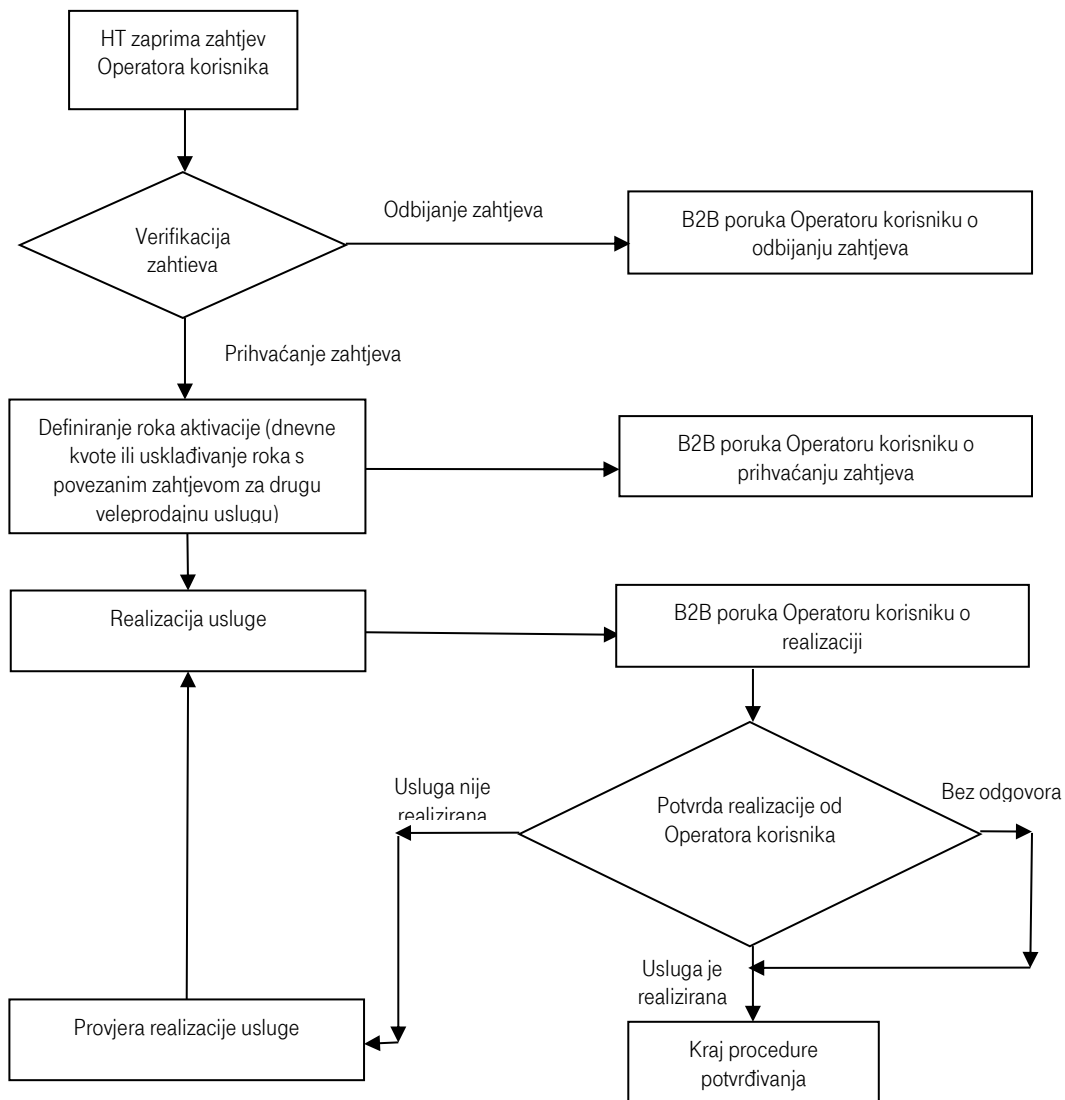 HT zaprima zahtjev
Operatora korisnika
Verifikacija
zahtieva
Odbijanje zahtjeva
B2B poruka Operatoru korisniku o
odbijanju zahtjeva
Prihvaćanje zahtjeva
Definiranje roka aktivacije (dnevne
kvote ili usklađivanje roka s
povezanim zahtjevom za drugu
veleprodajnu uslugu)
B2B poruka Operatoru korisniku o
prihvaćanju zahtjeva
Realizacija usluge
B2B poruka Operatoru korisniku o
realizaciji
Usluga nije
realizirana
Potvrda realizacije od
Operatora korisnika
Bez odgovora
Usluga je
realizirana
Provjera realizacije usluge
Kraj procedure
potvrđivanja